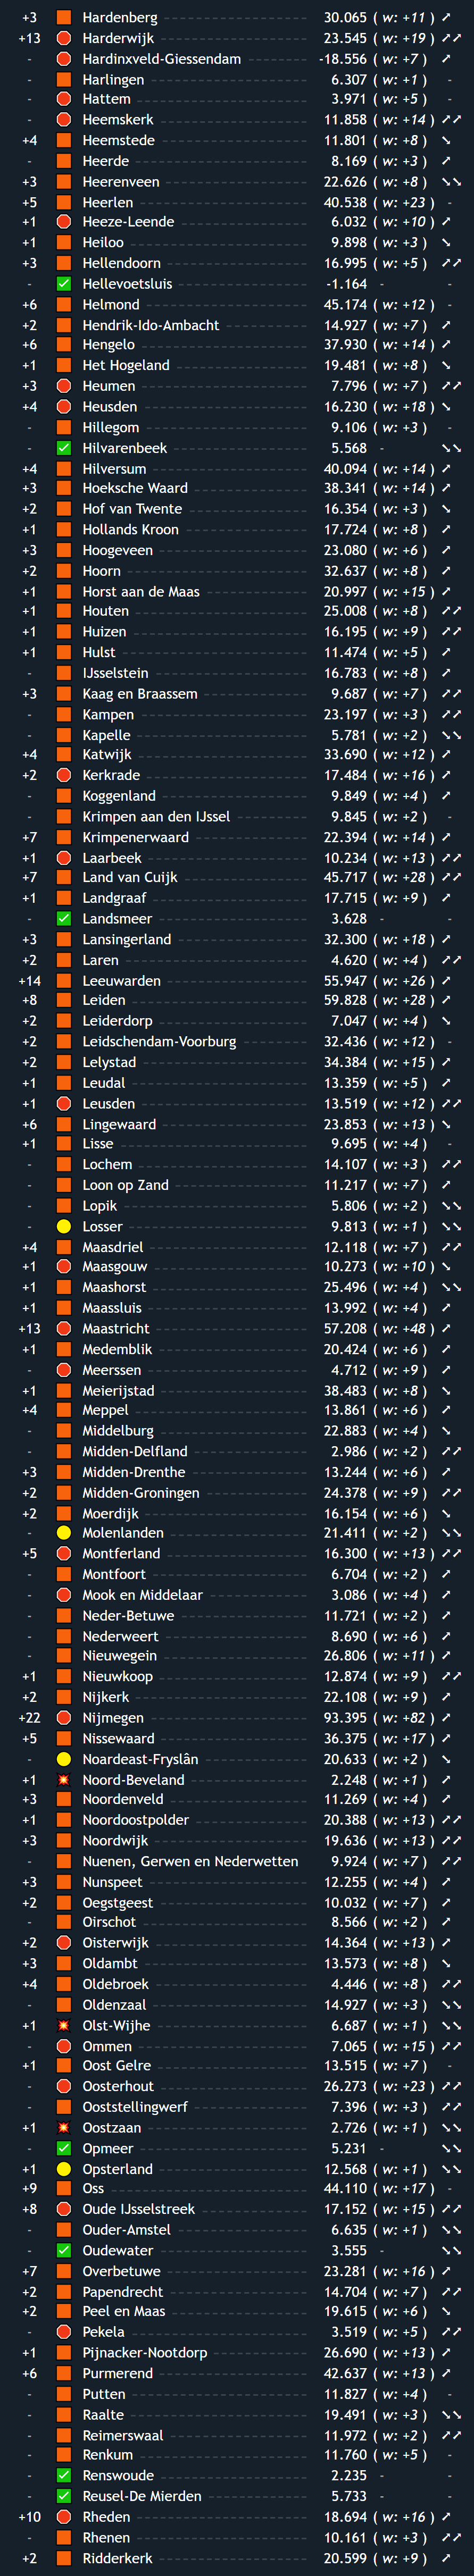 +3 Hardenberg 30.065 ( w: +11 ) ↗
+13 Harderwijk 23.545 ( w: +19 ) ↗↗
- Hardinxveld-Giessendam -18.556 ( w: +7 ) ↗
- Harlingen 6.307 ( w: +1 ) -
- Hattem 3.971 ( w: +5 ) -
- Heemskerk 11.858 ( w: +14 ) ↗↗
+4 Heemstede 11.801 ( w: +8 ) ↘
- Heerde 8.169 ( w: +3 ) ↗
+3 Heerenveen 22.626 ( w: +8 ) ↘↘
+5 Heerlen 40.538 ( w: +23 ) -
+1 Heeze-Leende 6.032 ( w: +10 ) ↗
+1 Heiloo 9.898 ( w: +3 ) ↘
+3 Hellendoorn 16.995 ( w: +5 ) ↗↗
- Hellevoetsluis -1.164 - -
+6 Helmond 45.174 ( w: +12 ) -
+2 Hendrik-Ido-Ambacht 14.927 ( w: +7 ) ↗
+6 Hengelo 37.930 ( w: +14 ) ↗
+1 Het Hogeland 19.481 ( w: +8 ) ↘
+3 Heumen 7.796 ( w: +7 ) ↗↗
+4 Heusden 16.230 ( w: +18 ) ↘
- Hillegom 9.106 ( w: +3 ) -
- Hilvarenbeek 5.568 - ↘↘
+4 Hilversum 40.094 ( w: +14 ) ↗
+3 Hoeksche Waard 38.341 ( w: +14 ) ↗
+2 Hof van Twente 16.354 ( w: +3 ) ↘
+1 Hollands Kroon 17.724 ( w: +8 ) ↗
+3 Hoogeveen 23.080 ( w: +6 ) ↗
+2 Hoorn 32.637 ( w: +8 ) ↗
+1 Horst aan de Maas 20.997 ( w: +15 ) ↗
+1 Houten 25.008 ( w: +8 ) ↗↗
+1 Huizen 16.195 ( w: +9 ) ↗↗
+1 Hulst 11.474 ( w: +5 ) ↗
- IJsselstein 16.783 ( w: +8 ) ↗
+3 Kaag en Braassem 9.687 ( w: +7 ) ↗↗
- Kampen 23.197 ( w: +3 ) ↗↗
- Kapelle 5.781 ( w: +2 ) ↘↘
+4 Katwijk 33.690 ( w: +12 ) ↗
+2 Kerkrade 17.484 ( w: +16 ) ↗
- Koggenland 9.849 ( w: +4 ) ↗
- Krimpen aan den IJssel 9.845 ( w: +2 ) -
+7 Krimpenerwaard 22.394 ( w: +14 ) ↗
+1 Laarbeek 10.234 ( w: +13 ) ↗↗
+7 Land van Cuijk 45.717 ( w: +28 ) ↗↗
+1 Landgraaf 17.715 ( w: +9 ) ↗
- Landsmeer 3.628 - -
+3 Lansingerland 32.300 ( w: +18 ) ↗
+2 Laren 4.620 ( w: +4 ) ↗↗
+14 Leeuwarden 55.947 ( w: +26 ) ↗
+8 Leiden 59.828 ( w: +28 ) ↗
+2 Leiderdorp 7.047 ( w: +4 ) ↘
+2 Leidschendam-Voorburg 32.436 ( w: +12 ) -
+2 Lelystad 34.384 ( w: +15 ) ↗
+1 Leudal 13.359 ( w: +5 ) ↗
+1 Leusden 13.519 ( w: +12 ) ↗↗
+6 Lingewaard 23.853 ( w: +13 ) ↘
+1 Lisse 9.695 ( w: +4 ) -
- Lochem 14.107 ( w: +3 ) ↗↗
- Loon op Zand 11.217 ( w: +7 ) ↗
- Lopik 5.806 ( w: +2 ) ↘↘
- Losser 9.813 ( w: +1 ) ↘↘
+4 Maasdriel 12.118 ( w: +7 ) ↗↗
+1 Maasgouw 10.273 ( w: +10 ) ↘
+1 Maashorst 25.496 ( w: +4 ) ↘↘
+1 Maassluis 13.992 ( w: +4 ) ↗
+13 Maastricht 57.208 ( w: +48 ) ↗
+1 Medemblik 20.424 ( w: +6 ) ↗
- Meerssen 4.712 ( w: +9 ) ↗
+1 Meierijstad 38.483 ( w: +8 ) ↘
+4 Meppel 13.861 ( w: +6 ) ↗
- Middelburg 22.883 ( w: +4 ) ↘
- Midden-Delfland 2.986 ( w: +2 ) ↗↗
+3 Midden-Drenthe 13.244 ( w: +6 ) ↗
+2 Midden-Groningen 24.378 ( w: +9 ) ↗↗
+2 Moerdijk 16.154 ( w: +6 ) ↘
- Molenlanden 21.411 ( w: +2 ) ↘↘
+5 Montferland 16.300 ( w: +13 ) ↗↗
- Montfoort 6.704 ( w: +2 ) ↗
- Mook en Middelaar 3.086 ( w: +4 ) ↗
- Neder-Betuwe 11.721 ( w: +2 ) ↗
- Nederweert 8.690 ( w: +6 ) ↗
- Nieuwegein 26.806 ( w: +11 ) ↗
+1 Nieuwkoop 12.874 ( w: +9 ) ↗↗
+2 Nijkerk 22.108 ( w: +9 ) ↗
+22 Nijmegen 93.395 ( w: +82 ) ↗
+5 Nissewaard 36.375 ( w: +17 ) ↗
- Noardeast-Fryslân 20.633 ( w: +2 ) ↘
+1 Noord-Beveland 2.248 ( w: +1 ) ↗
+3 Noordenveld 11.269 ( w: +4 ) ↗
+1 Noordoostpolder 20.388 ( w: +13 ) ↗↗
+3 Noordwijk 19.636 ( w: +13 ) ↗↗
- Nuenen, Gerwen en Nederwetten 9.924 ( w: +7 ) ↗↗
+3 Nunspeet 12.255 ( w: +4 ) ↗
+2 Oegstgeest 10.032 ( w: +7 ) ↗
- Oirschot 8.566 ( w: +2 ) ↗
+2 Oisterwijk 14.364 ( w: +13 ) ↗
+3 Oldambt 13.573 ( w: +8 ) ↘
+4 Oldebroek 4.446 ( w: +8 ) ↗↗
- Oldenzaal 14.927 ( w: +3 ) ↘↘
+1 Olst-Wijhe 6.687 ( w: +1 ) ↘↘
- Ommen 7.065 ( w: +15 ) ↗↗
+1 Oost Gelre 13.515 ( w: +7 ) -
- Oosterhout 26.273 ( w: +23 ) ↗↗
- Ooststellingwerf 7.396 ( w: +3 ) ↗↗
+1 Oostzaan 2.726 ( w: +1 ) ↘↘
- Opmeer 5.231 - ↘↘
+1 Opsterland 12.568 ( w: +1 ) ↘↘
+9 Oss 44.110 ( w: +17 ) -
+8 Oude IJsselstreek 17.152 ( w: +15 ) ↗↗
- Ouder-Amstel 6.635 ( w: +1 ) ↘↘
- Oudewater 3.555 - ↘↘
+7 Overbetuwe 23.281 ( w: +16 ) ↗
+2 Papendrecht 14.704 ( w: +7 ) ↗↗
+2 Peel en Maas 19.615 ( w: +6 ) ↘
- Pekela 3.519 ( w: +5 ) ↗↗
+1 Pijnacker-Nootdorp 26.690 ( w: +13 ) ↗
+6 Purmerend 42.637 ( w: +13 ) ↗
- Putten 11.827 ( w: +4 ) -
- Raalte 19.491 ( w: +3 ) ↘↘
- Reimerswaal 11.972 ( w: +2 ) ↗↗
- Renkum 11.760 ( w: +5 ) -
- Renswoude 2.235 - -
- Reusel-De Mierden 5.733 - -
+10 Rheden 18.694 ( w: +16 ) ↗
- Rhenen 10.161 ( w: +3 ) ↗↗
+2 Ridderkerk 20.599 ( w: +9 ) ↗